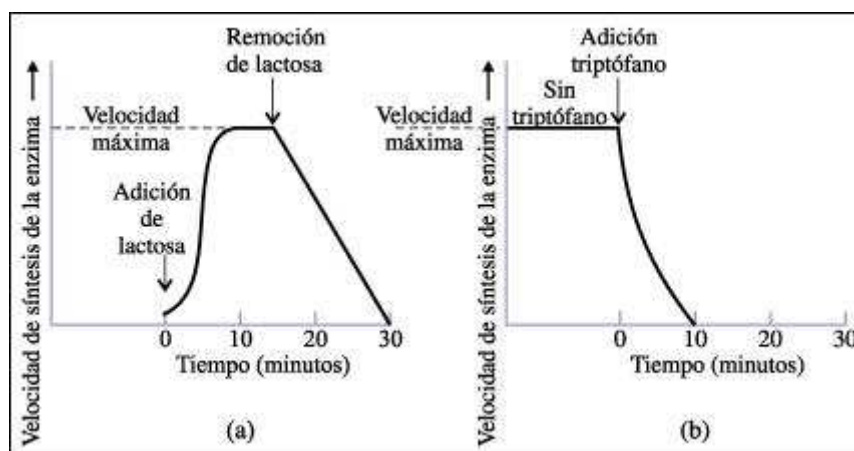 Velocidad de síntesis de la enzima
Remoción
de lactosa
Velocidad
máxima
Adición
de
lactosa
0
10
20
30
Tiempo (minutos)
(a)
Velocidad de síntesis de la enzima
Adición
triptófano
Sin
triptófano
Velocidad
máxima
0
10
20
30
Tiempo (minutos)
(b)